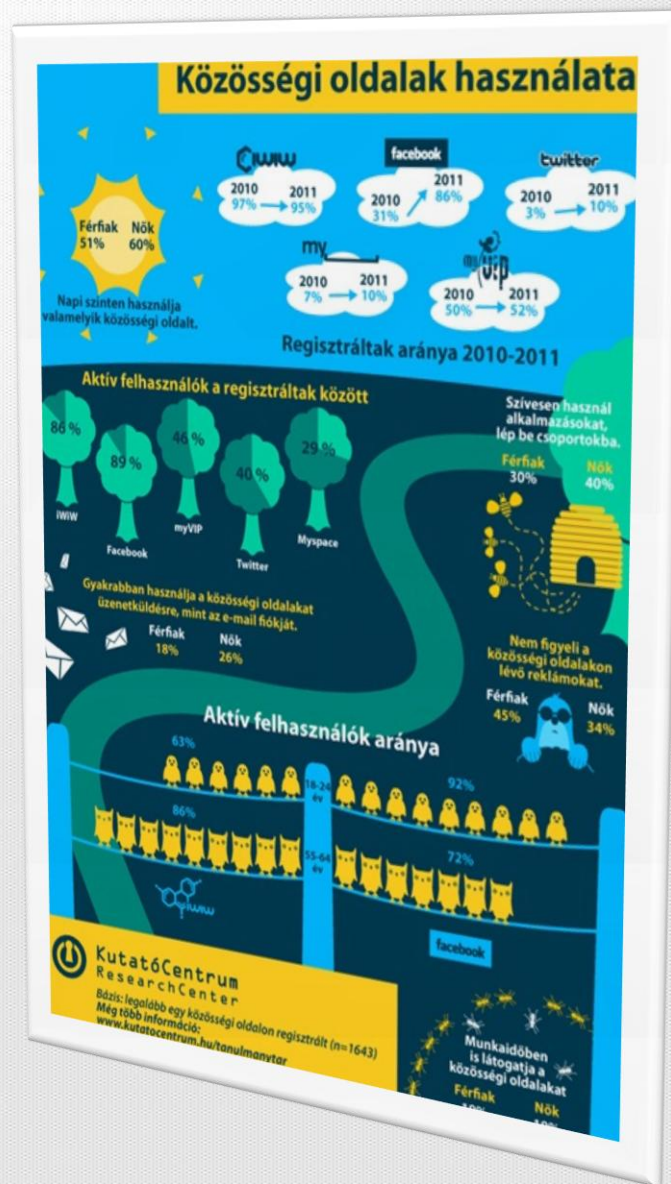 Közösségi oldalak használata
iwiw
2010 2011
97% 95%
facebook
2010 2011
31% 86%
twitter
2010 2011
3% 10%
my
2010 2011
7% 10%
my
vip
2010 2011
50% 52%
Férfiak Nők
51% 60%
Napi szinten használja
valamelyik közösségi oldalt.
Regisztráltak aránya 2010-2011
Aktív felhasználók a regisztráltak között
86 %
iWiW
89 %
Facebook
46 %
myVIP
40 %
Twitter
29 %
Myspace
Szívesen használ
alkalmazásokat,
lép be csoportokba.
Férfiak Nők
30% 40%
Gyakrabban használja a közösségi oldalakat
üzenetküldésre, mint az e-mail fiókját.
Férfiak Nők
18% 26%
Nem figyeli a
közösségi oldalakon
lévő reklámokat.
Férfiak Nők
45% 34%
Aktív felhasználók aránya
63% 18-24 év 92%
86% 55-64 év 72%
iwiw
facebook
KutatóCentrum
ResearchCenter
Bázis: legalább egy közösségi oldalon regisztrált (n=1643)
Még több információ:
www.kutatocentrum.hu/tanulmanytar
Munkaidőben
is látogatja a
közösségi oldalakat
Férfiak Nők